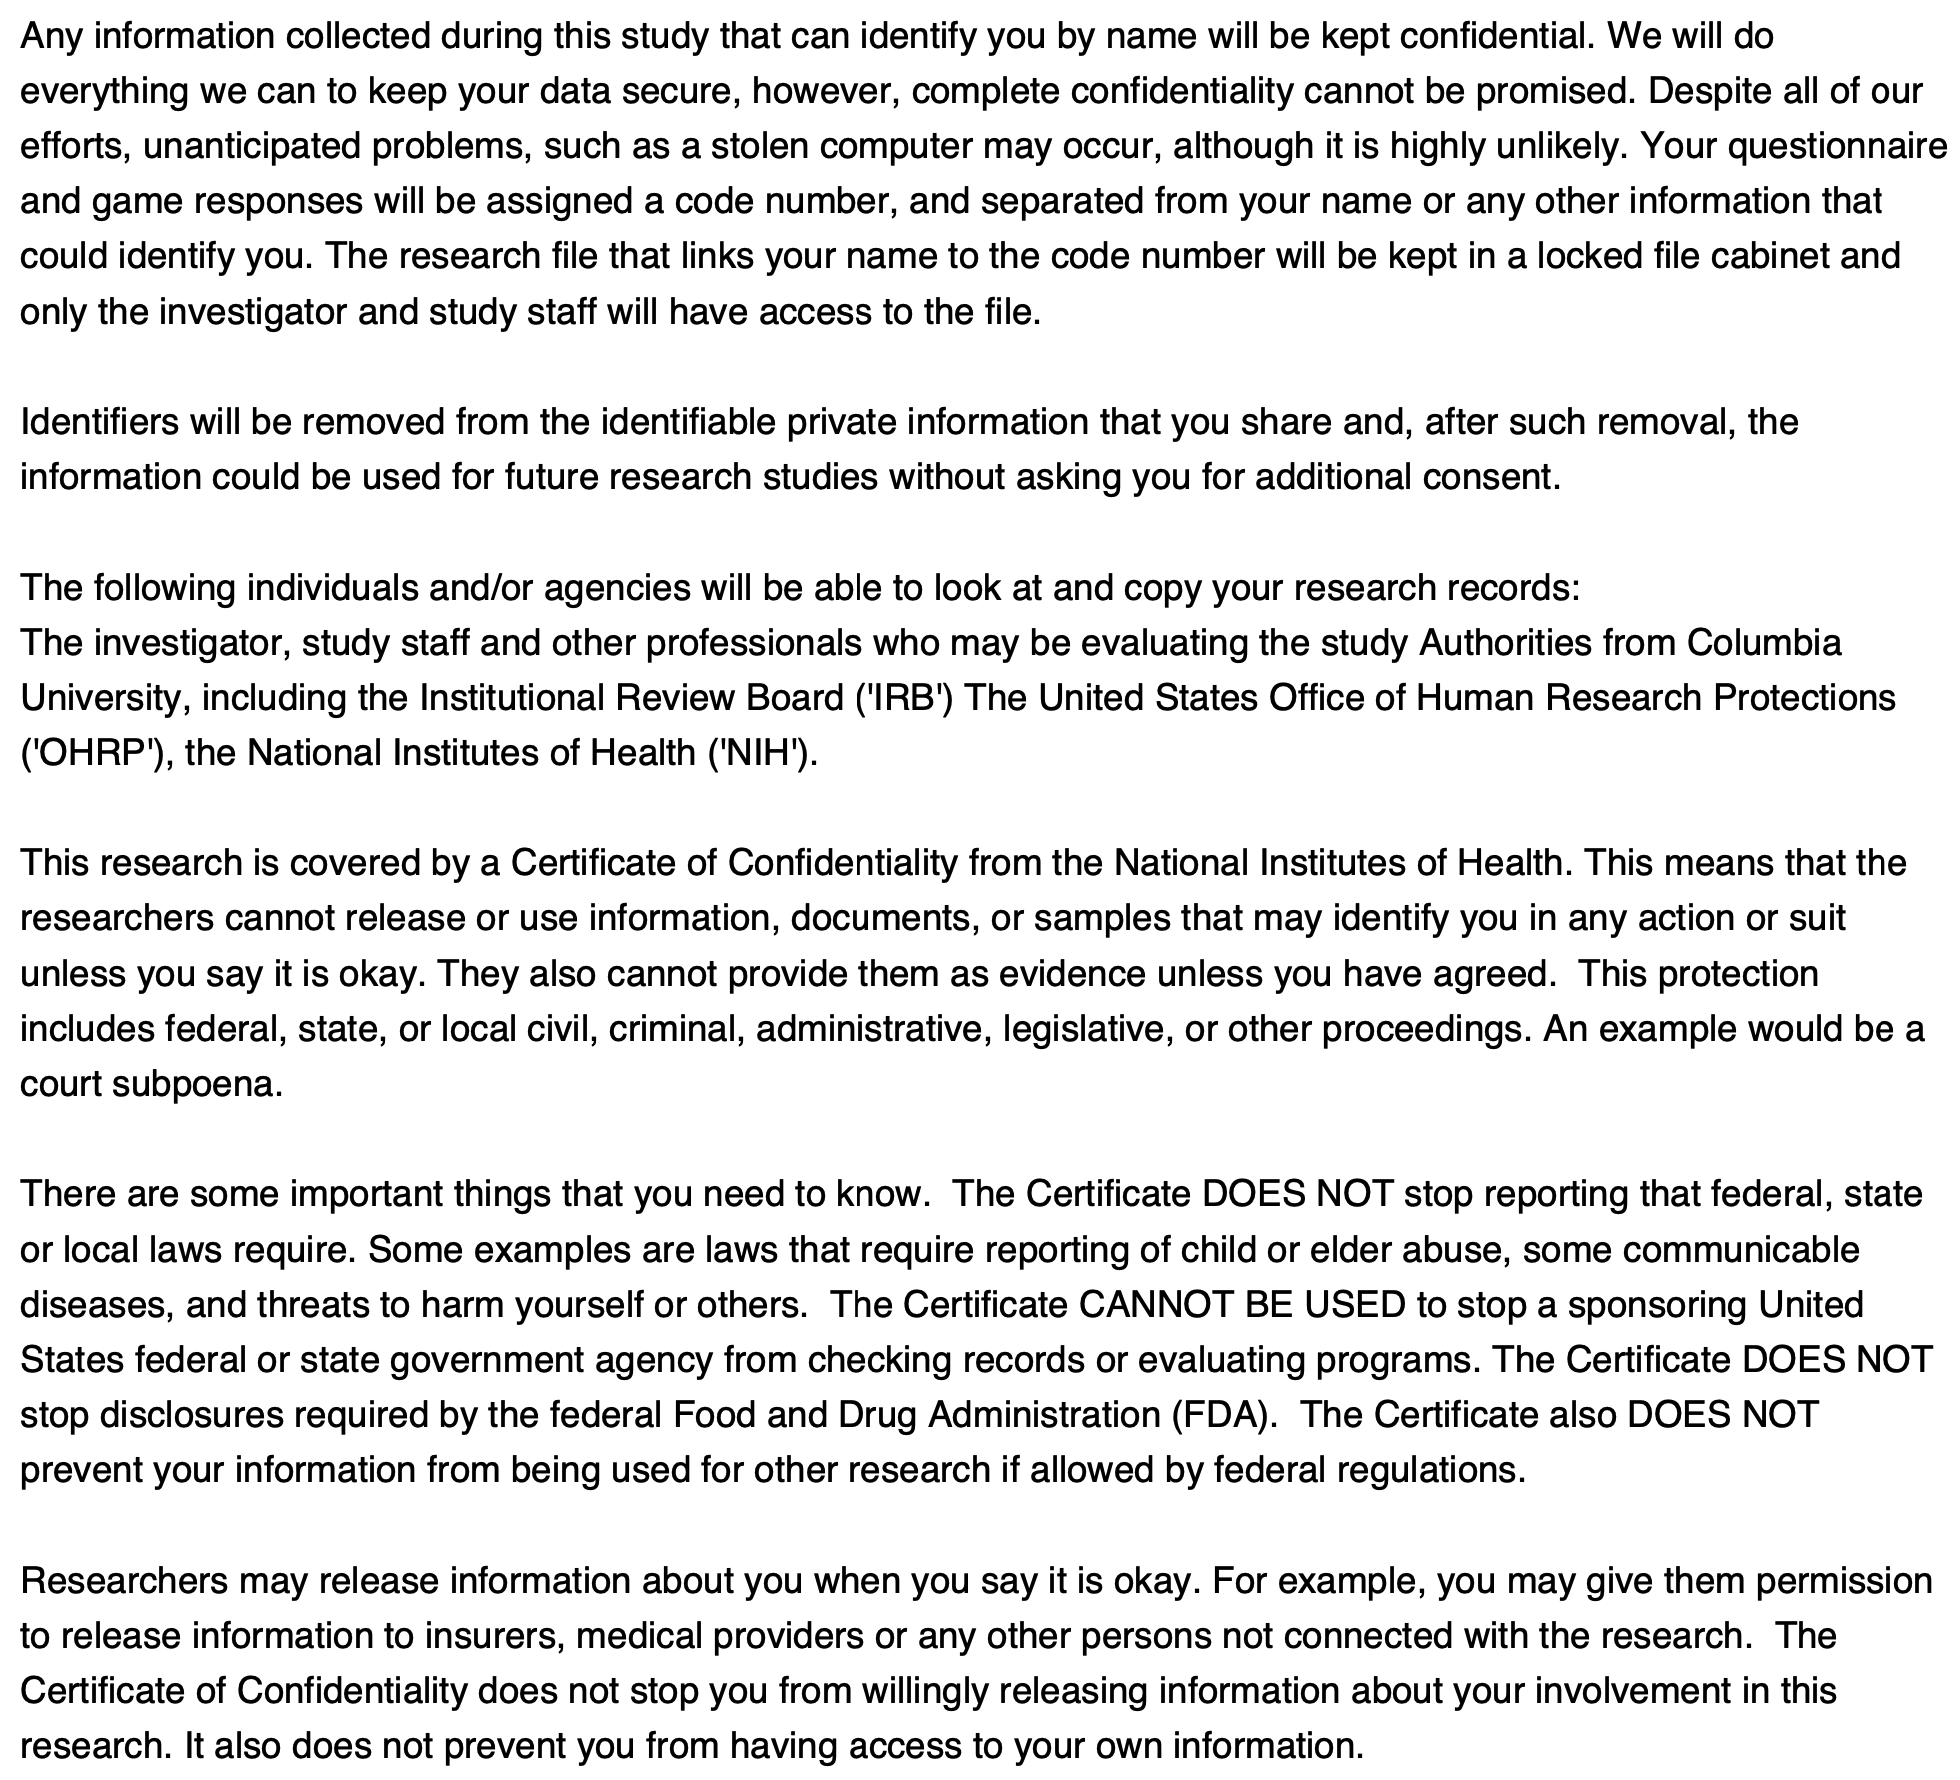 Any information collected during this study that can identify you by name will be kept confidential. We will do
everything we can to keep your data secure, however, complete confidentiality cannot be promised. Despite all of our
efforts, unanticipated problems, such as a stolen computer may occur, although it is highly unlikely. Your questionnaire
and game responses will be assigned a code number, and separated from your name or any other information that
could identify you. The research file that links your name to the code number will be kept in a locked file cabinet and
only the investigator and study staff will have access to the file.

Identifiers will be removed from the identifiable private information that you share and, after such removal, the
information could be used for future research studies without asking you for additional consent.

The following individuals and/or agencies will be able to look at and copy your research records:
The investigator, study staff and other professionals who may be evaluating the study Authorities from Columbia
University, including the Institutional Review Board ('IRB') The United States Office of Human Research Protections
('OHRP'), the National Institutes of Health ('NIH').

This research is covered by a Certificate of Confidentiality from the National Institutes of Health. This means that the
researchers cannot release or use information, documents, or samples that may identify you in any action or suit
unless you say it is okay. They also cannot provide them as evidence unless you have agreed.  This protection
includes federal, state, or local civil, criminal, administrative, legislative, or other proceedings. An example would be a
court subpoena.

There are some important things that you need to know.  The Certificate DOES NOT stop reporting that federal, state
or local laws require. Some examples are laws that require reporting of child or elder abuse, some communicable
diseases, and threats to harm yourself or others.  The Certificate CANNOT BE USED to stop a sponsoring United
States federal or state government agency from checking records or evaluating programs. The Certificate DOES NOT
stop disclosures required by the federal Food and Drug Administration (FDA).  The Certificate also DOES NOT
prevent your information from being used for other research if allowed by federal regulations.

Researchers may release information about you when you say it is okay. For example, you may give them permission
to release information to insurers, medical providers or any other persons not connected with the research.  The
Certificate of Confidentiality does not stop you from willingly releasing information about your involvement in this
research. It also does not prevent you from having access to your own information.